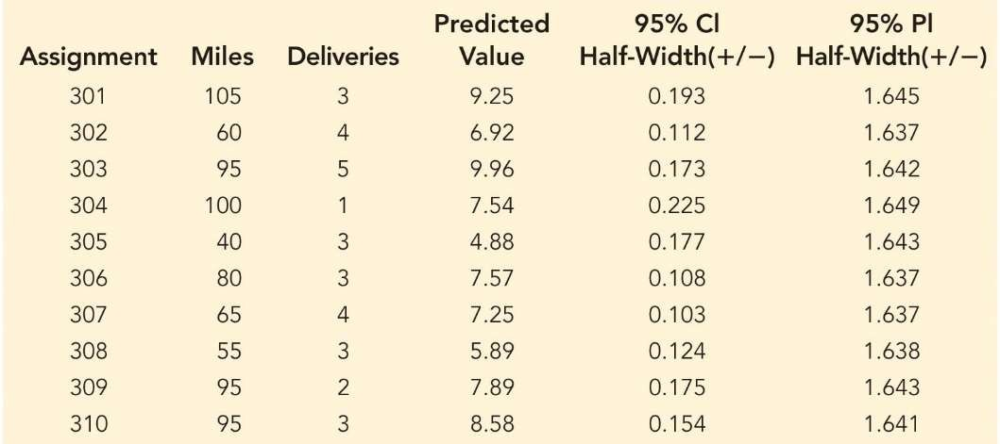 Predicted 95% CI 95% PI
Assignment Miles Deliveries Value Half-Width(+/−) Half-Width(+/−)
301 105 3 9.25 0.193 1.645
302 60 4 6.92 0.112 1.637
303 95 5 9.96 0.173 1.642
304 100 1 7.54 0.225 1.649
305 40 3 4.88 0.177 1.643
306 80 3 7.57 0.108 1.637
307 65 4 7.25 0.103 1.637
308 55 3 5.89 0.124 1.638
309 95 2 7.89 0.175 1.643
310 95 3 8.58 0.154 1.641